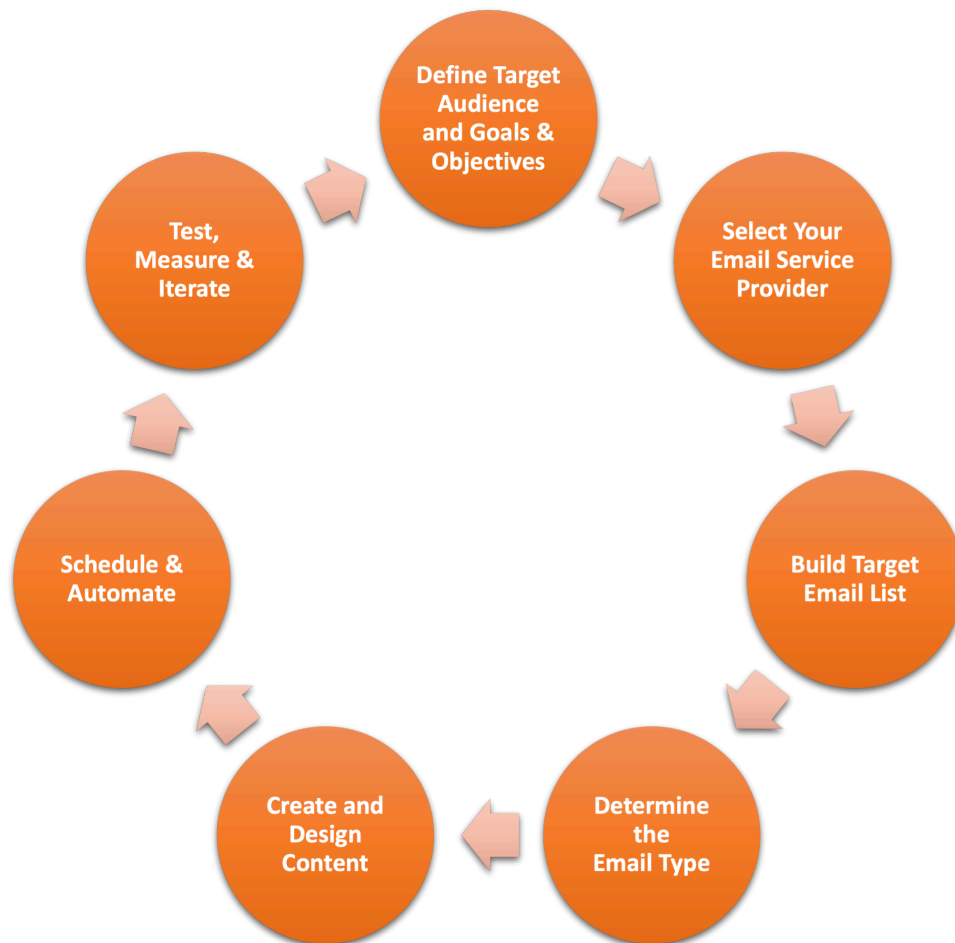 Define Target
Audience
and Goals &
Objectives
Select Your
Email Service
Provider
Build Target
Email List
Determine
the
Email Type
Create and
Design
Content
Schedule &
Automate
Test,
Measure &
Iterate